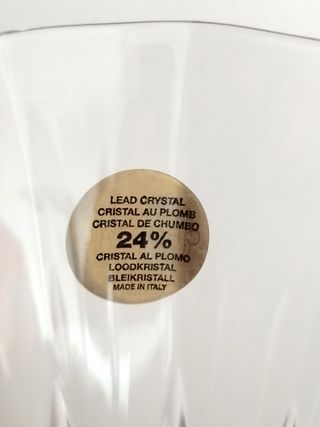 LEAD CRYSTAL
CRISTAL AU PLOMB
CRISTAL DE CHUMBO
24%
CRISTAL AL PLOMO
LOODKRISTAL
BLEIKRISTALL
MADE IN ITALY